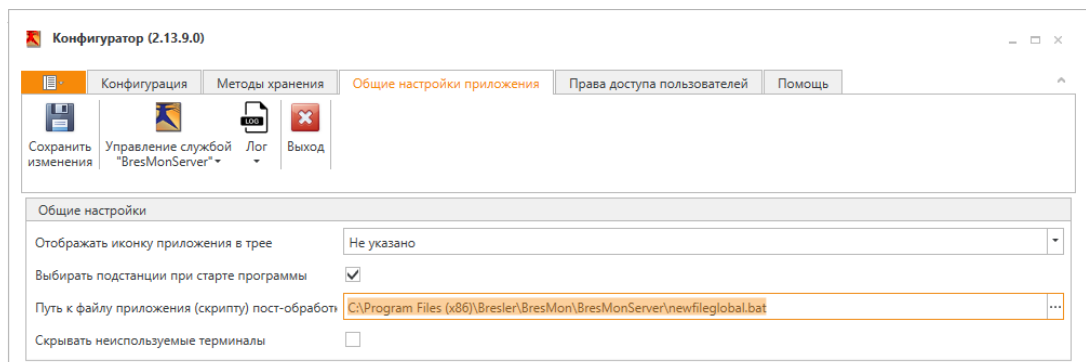 Конфигуратор (2.13.9.0)
Конфигурация Методы хранения Общие настройки приложения Права доступа пользователей Помощь
LOG
Сохранить изменения Управление службой "BresMonServer" Лог Выход
Общие настройки
Отображать иконку приложения в трее Не указано
Выбирать подстанции при старте программы
Путь к файлу приложения (скрипту) пост-обработк C:\Program Files (x86)\Bresler\BresMon\BresMonServer\newfileglobal.bat ...
Скрывать неиспользуемые терминалы